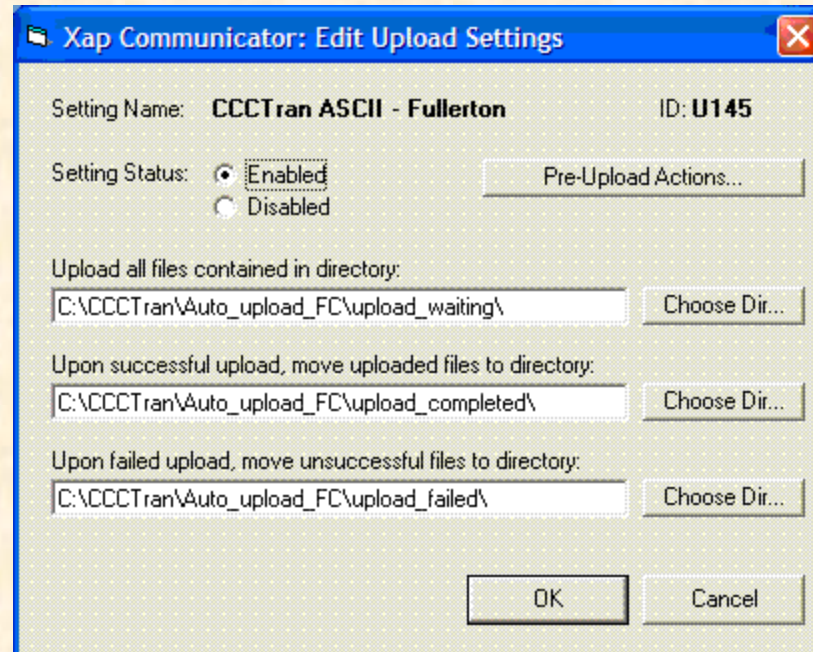 Xap Communicator: Edit Upload Settings
Setting Name: CCCTran ASCII - Fullerton ID: U145
Setting Status: Enabled Pre-Upload Actions...
Disabled
Upload all files contained in directory:
C:\CCCTran\Auto_upload_FC\upload_waiting\ Choose Dir...
Upon successful upload, move uploaded files to directory:
C:\CCCTran\Auto_upload_FC\upload_completed\ Choose Dir...
Upon failed upload, move unsuccessful files to directory:
C:\CCCTran\Auto_upload_FC\upload_failed\ Choose Dir...
OK Cancel